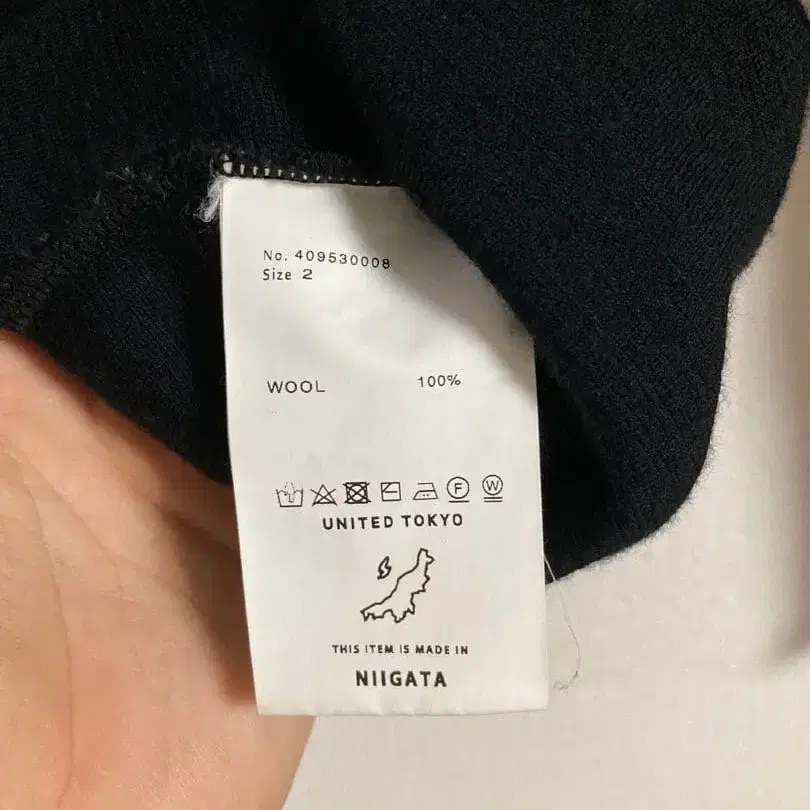 No. 409530008
Size 2
WOOL 100%
F W
UNITED TOKYO
THIS ITEM IS MADE IN
NIIGATA